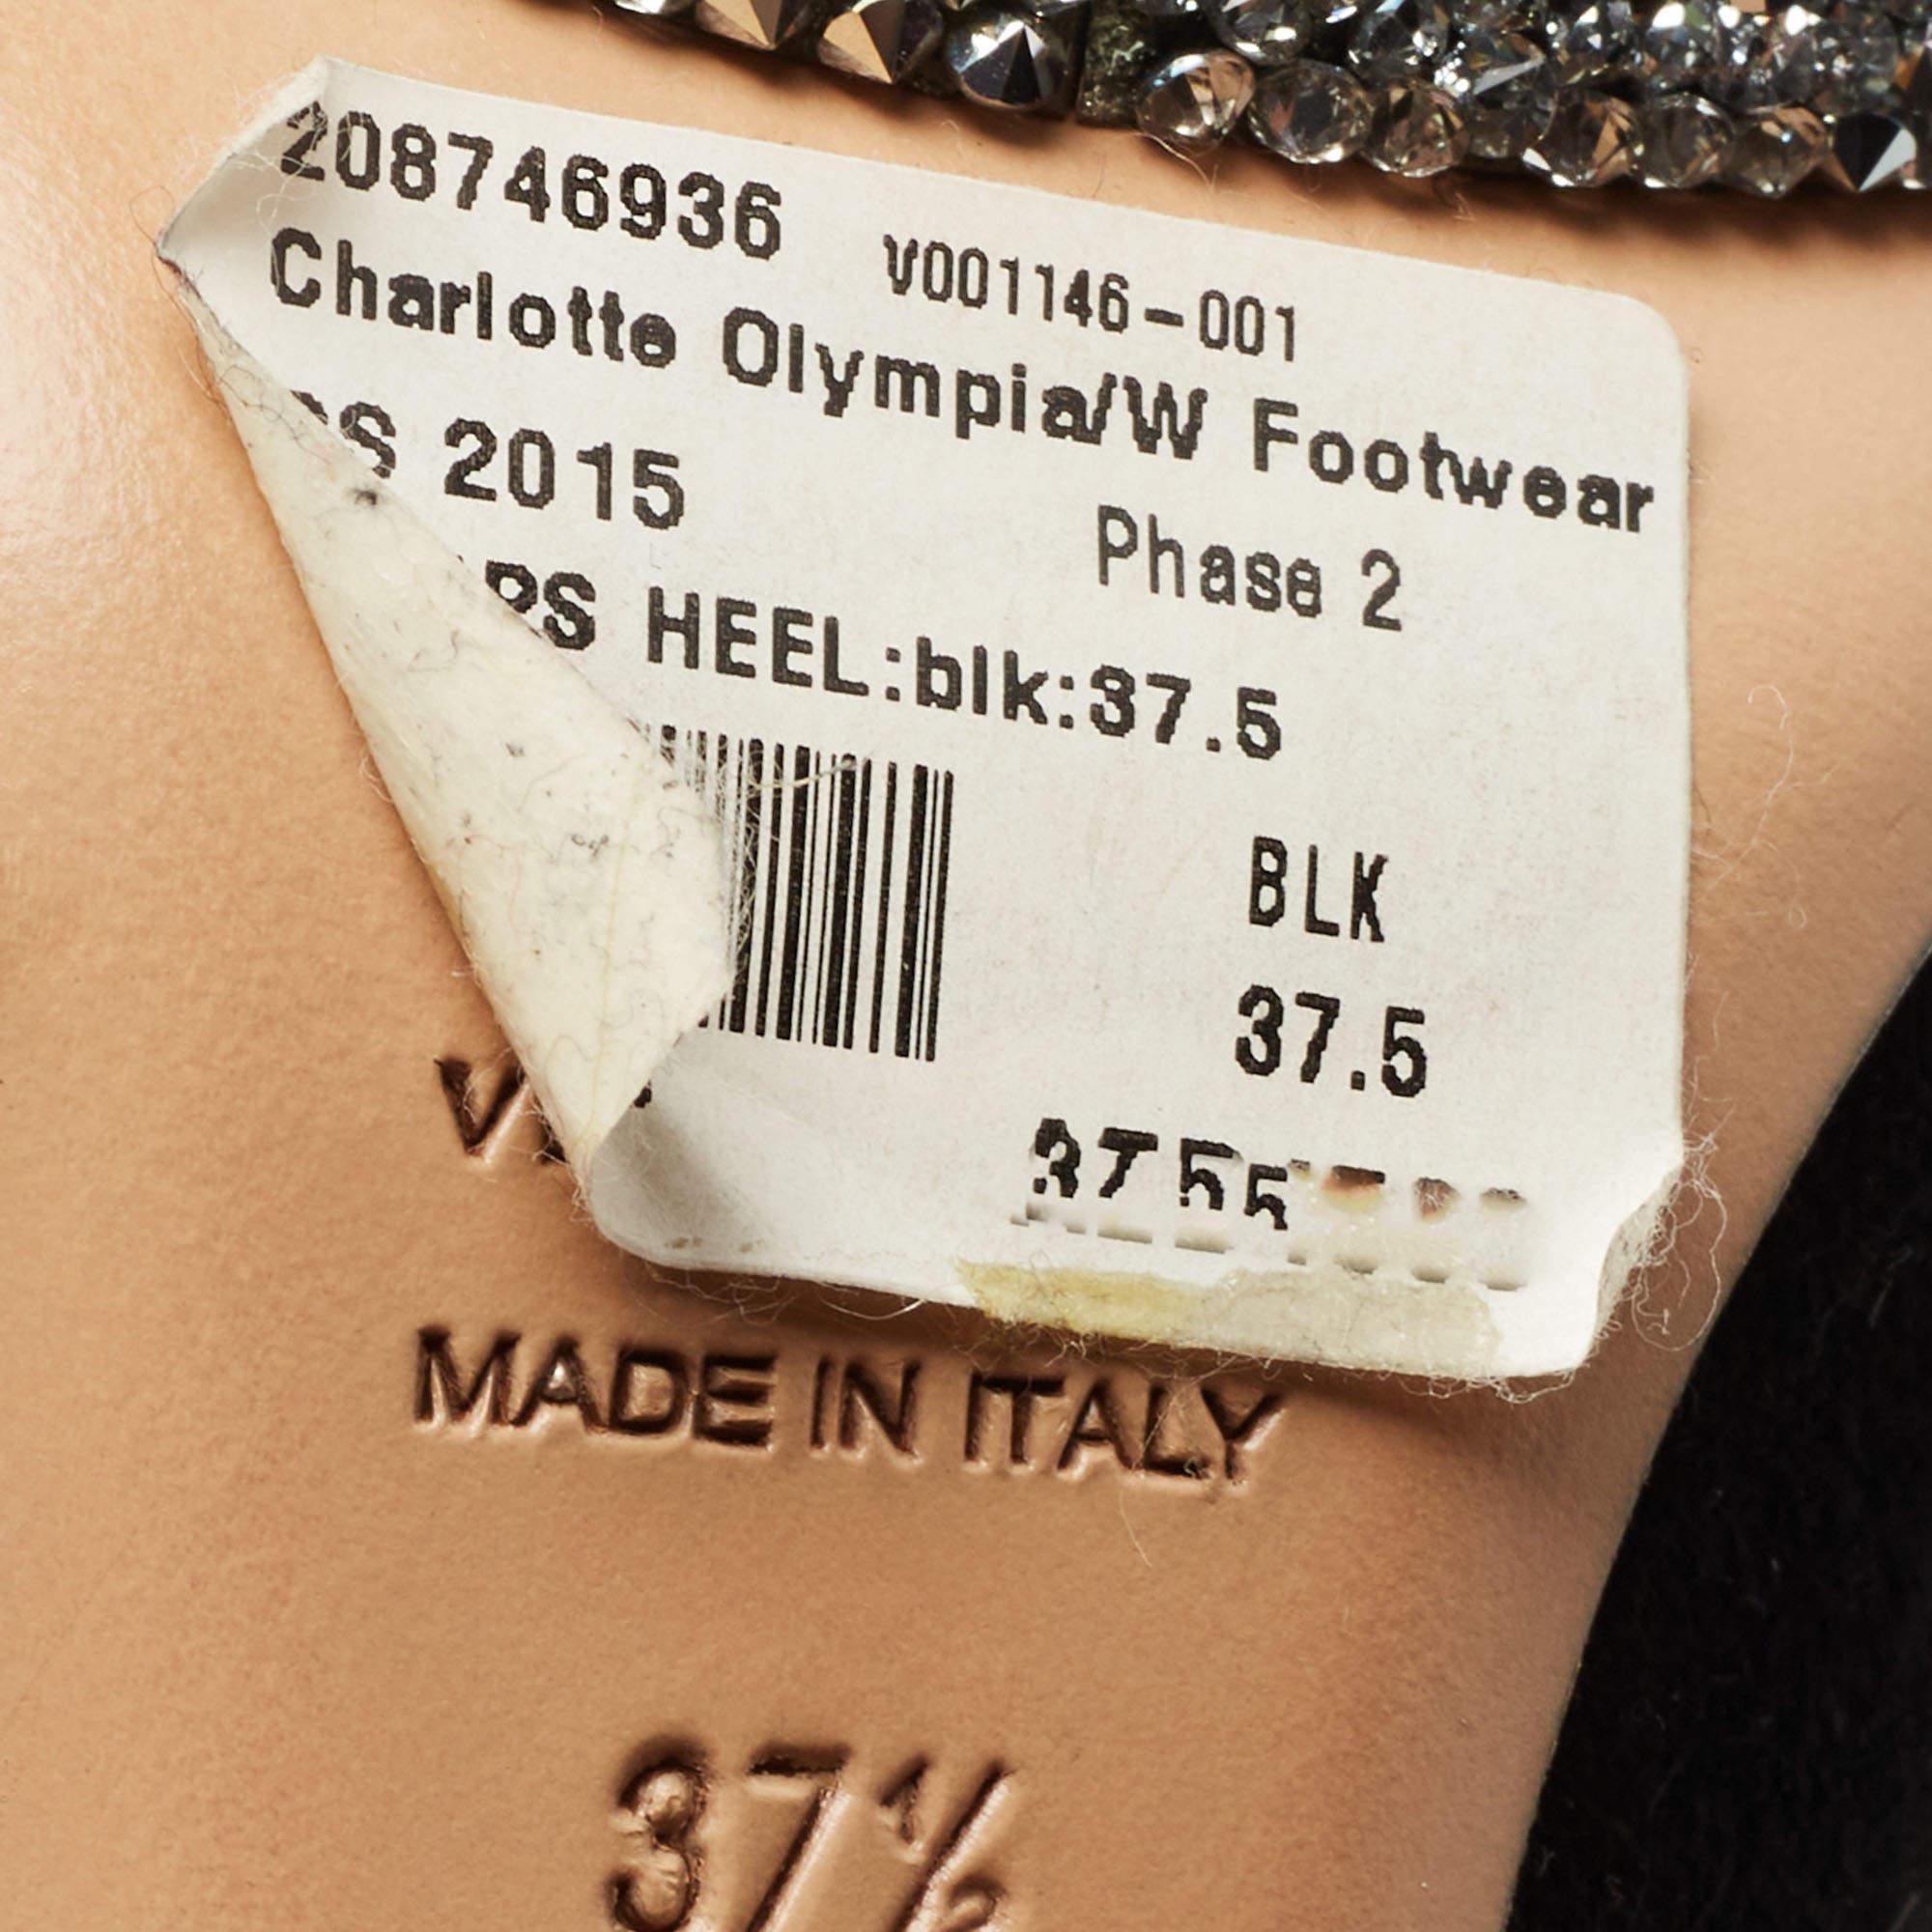 208746936 V001146-001
Charlotte Olympia/W Footwear
2015
Phase 2
HEEL:blk:37.5
BLK
37.5
MADE IN ITALY
37½